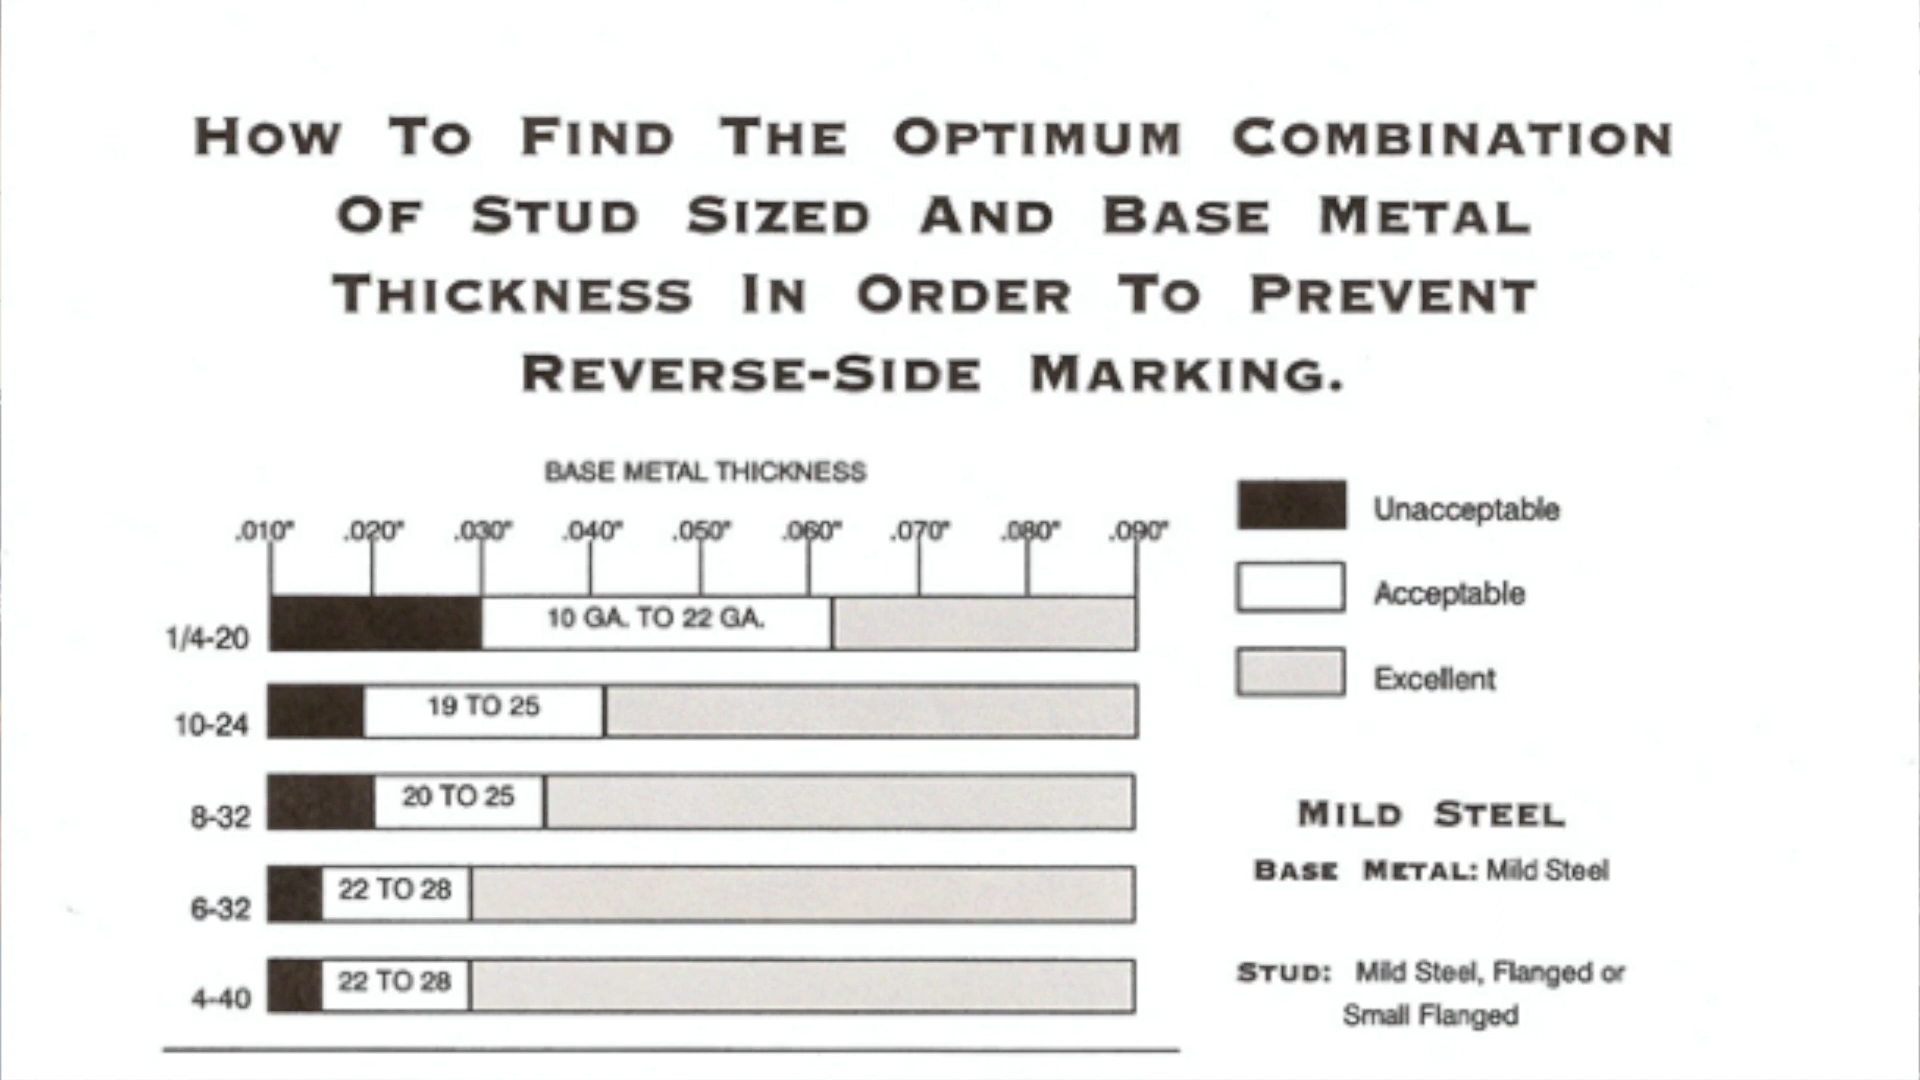 How To Find The Optimum Combination
Of Stud Sized And Base Metal
Thickness In Order To Prevent
Reverse-Side Marking.
BASE METAL THICKNESS
.010" .020" .030" .040" .050" .060" .070" .080" .090"
1/4-20 10 GA. TO 22 GA.
10-24 19 TO 25
8-32 20 TO 25
6-32 22 TO 28
4-40 22 TO 28
Unacceptable
Acceptable
Excellent
Mild Steel
Base Metal: Mild Steel
Stud: Mild Steel, Flanged or
Small Flanged